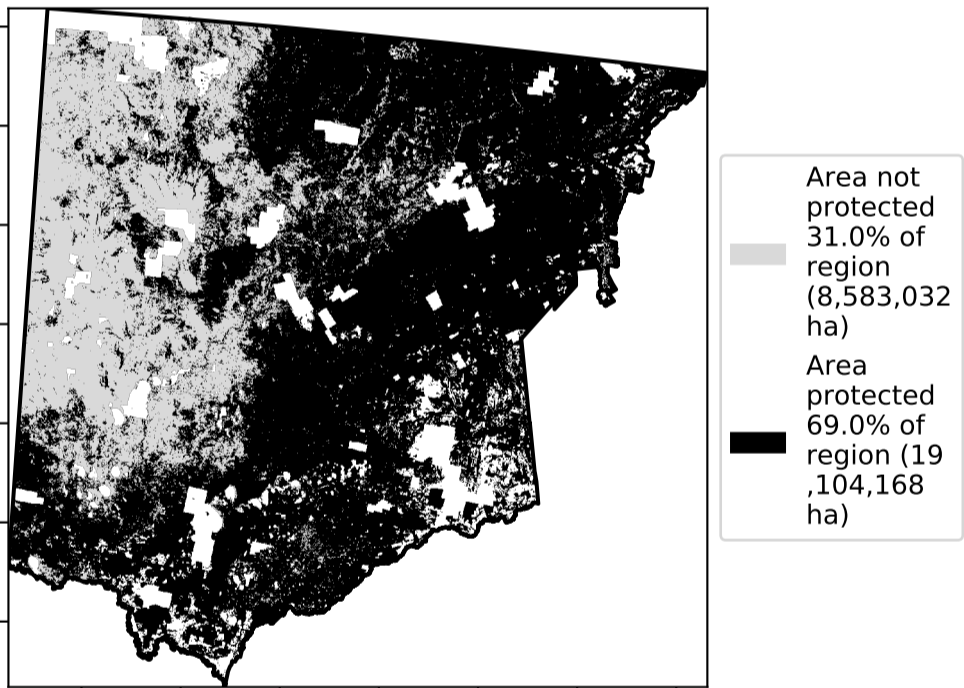 Area not
protected
31.0% of
region
(8,583,032
ha)
Area
protected
69.0% of
region (19
,104,168
ha)